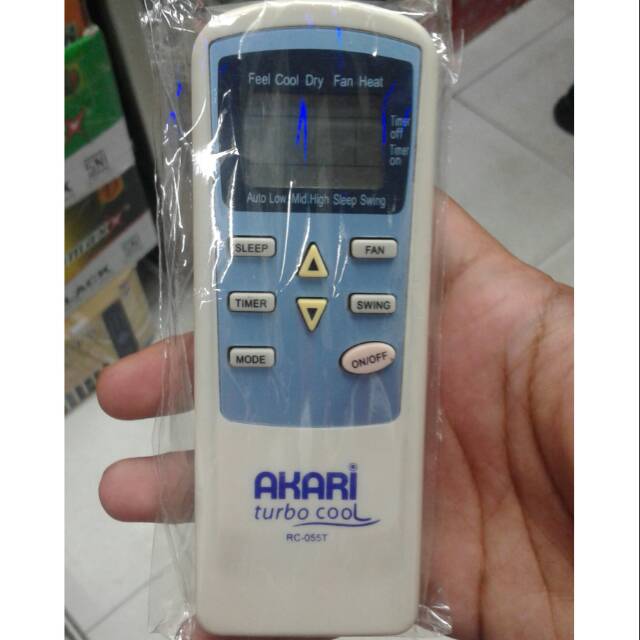 Feel Cool Dry Fan Heat
Timer
off
Timer
on
Auto Low Mid High Sleep Swing
SLEEP
FAN
TIMER
SWING
MODE
ON/OFF
AKARI
turbo cool
RC-055T